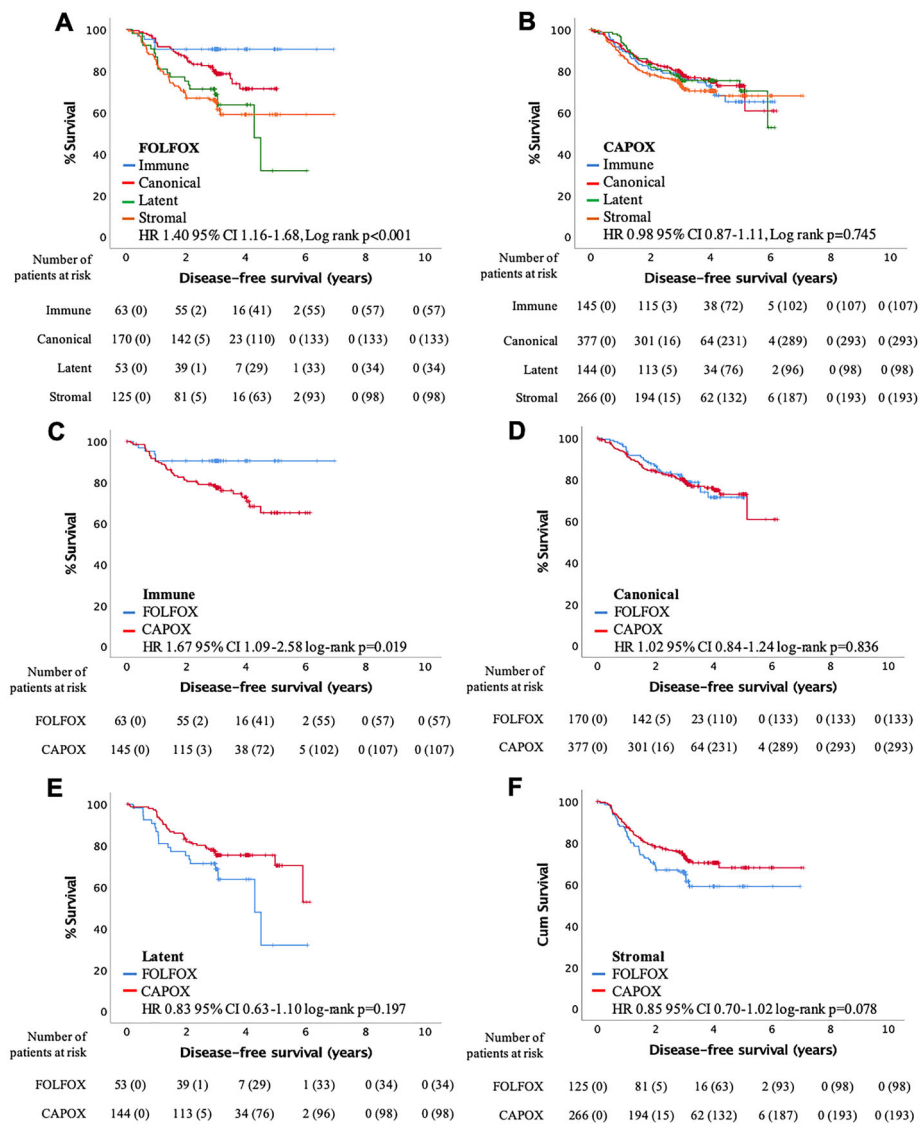 A
100
80
60
40
20
0
% Survival
FOLFOX
Immune
Canonical
Latent
Stromal
HR 1.40 95% CI 1.16-1.68, Log rank p<0.001
0 2 4 6 8 10
Number of
patients at risk
Disease-free survival (years)
Immune 63 (0) 55 (2) 16 (41) 2 (55) 0 (57) 0 (57)
Canonical 170 (0) 142 (5) 23 (110) 0 (133) 0 (133) 0 (133)
Latent 53 (0) 39 (1) 7 (29) 1 (33) 0 (34) 0 (34)
Stromal 125 (0) 81 (5) 16 (63) 2 (93) 0 (98) 0 (98)
B
100
80
60
40
20
0
% Survival
CAPOX
Immune
Canonical
Latent
Stromal
HR 0.98 95% CI 0.87-1.11, Log rank p=0.745
0 2 4 6 8 10
Number of
patients at risk
Disease-free survival (years)
Immune 145 (0) 115 (3) 38 (72) 5 (102) 0 (107) 0 (107)
Canonical 377 (0) 301 (16) 64 (231) 4 (289) 0 (293) 0 (293)
Latent 144 (0) 113 (5) 34 (76) 2 (96) 0 (98) 0 (98)
Stromal 266 (0) 194 (15) 62 (132) 6 (187) 0 (193) 0 (193)
C
100
80
60
40
20
0
% Survival
Immune
FOLFOX
CAPOX
HR 1.67 95% CI 1.09-2.58 log-rank p=0.019
0 2 4 6 8 10
Number of
patients at risk
Disease-free survival (years)
FOLFOX 63 (0) 55 (2) 16 (41) 2 (55) 0 (57) 0 (57)
CAPOX 145 (0) 115 (3) 38 (72) 5 (102) 0 (107) 0 (107)
D
100
80
60
40
20
0
% Survival
Canonical
FOLFOX
CAPOX
HR 1.02 95% CI 0.84-1.24 log-rank p=0.836
0 2 4 6 8 10
Number of
patients at risk
Disease-free survival (years)
FOLFOX 170 (0) 142 (5) 23 (110) 0 (133) 0 (133) 0 (133)
CAPOX 377 (0) 301 (16) 64 (231) 4 (289) 0 (293) 0 (293)
E
100
80
60
40
20
0
% Survival
Latent
FOLFOX
CAPOX
HR 0.83 95% CI 0.63-1.10 log-rank p=0.197
0 2 4 6 8 10
Number of
patients at risk
Disease-free survival (years)
FOLFOX 53 (0) 39 (1) 7 (29) 1 (33) 0 (34) 0 (34)
CAPOX 144 (0) 113 (5) 34 (76) 2 (96) 0 (98) 0 (98)
F
100
80
60
40
20
0
Cum Survival
Stromal
FOLFOX
CAPOX
HR 0.85 95% CI 0.70-1.02 log-rank p=0.078
0 2 4 6 8 10
Number of
patients at risk
Disease-free survival (years)
FOLFOX 125 (0) 81 (5) 16 (63) 2 (93) 0 (98) 0 (98)
CAPOX 266 (0) 194 (15) 62 (132) 6 (187) 0 (193) 0 (193)